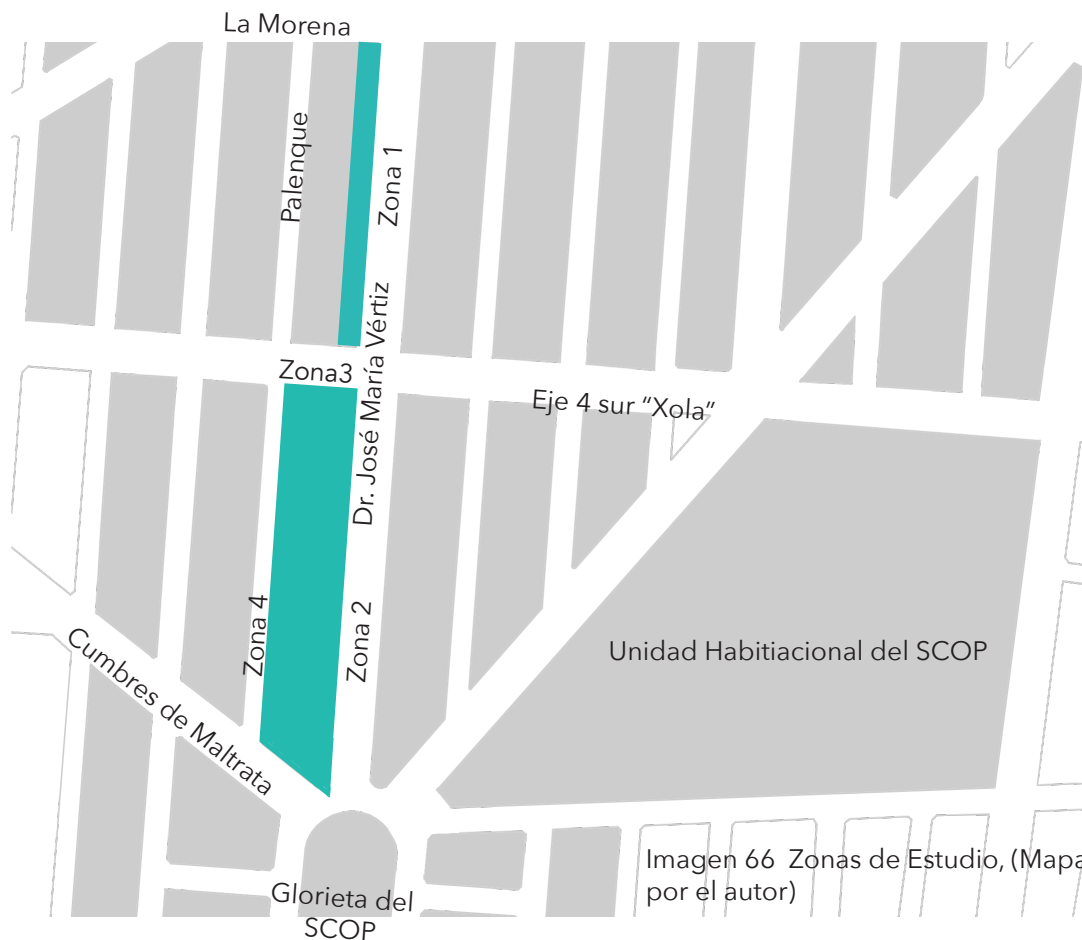 La Morena
Palenque
Zona 1
Dr. José María Vértiz
Zona3
Eje 4 sur “Xola”
Zona 4
Zona 2
Cumbres de Maltrata
Unidad Habitiacional del SCOP
Imagen 66 Zonas de Estudio, (Mapa
por el autor)
Glorieta del
SCOP